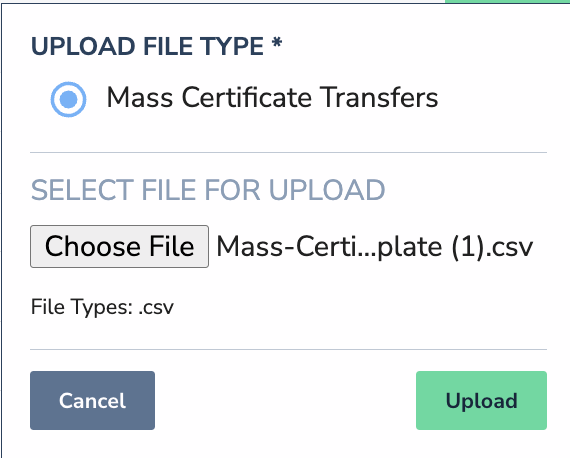 UPLOAD FILE TYPE *
Mass Certificate Transfers
SELECT FILE FOR UPLOAD
Choose File Mass-Certi...plate (1).csv
File Types: .csv
Cancel Upload